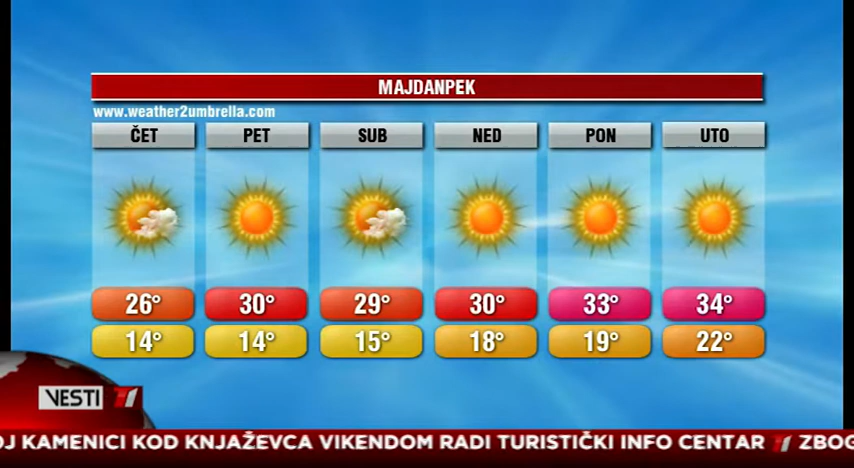 MAJDANPEK
www.weather2umbrella.com
ČET PET SUB NED PON UTO
26° 30° 29° 30° 33° 34°
14° 14° 15° 18° 19° 22°
VESTI
KAMENICI KOD KNJAŽEVCA VIKENDOM RADI TURISTIČKI INFO CENTAR